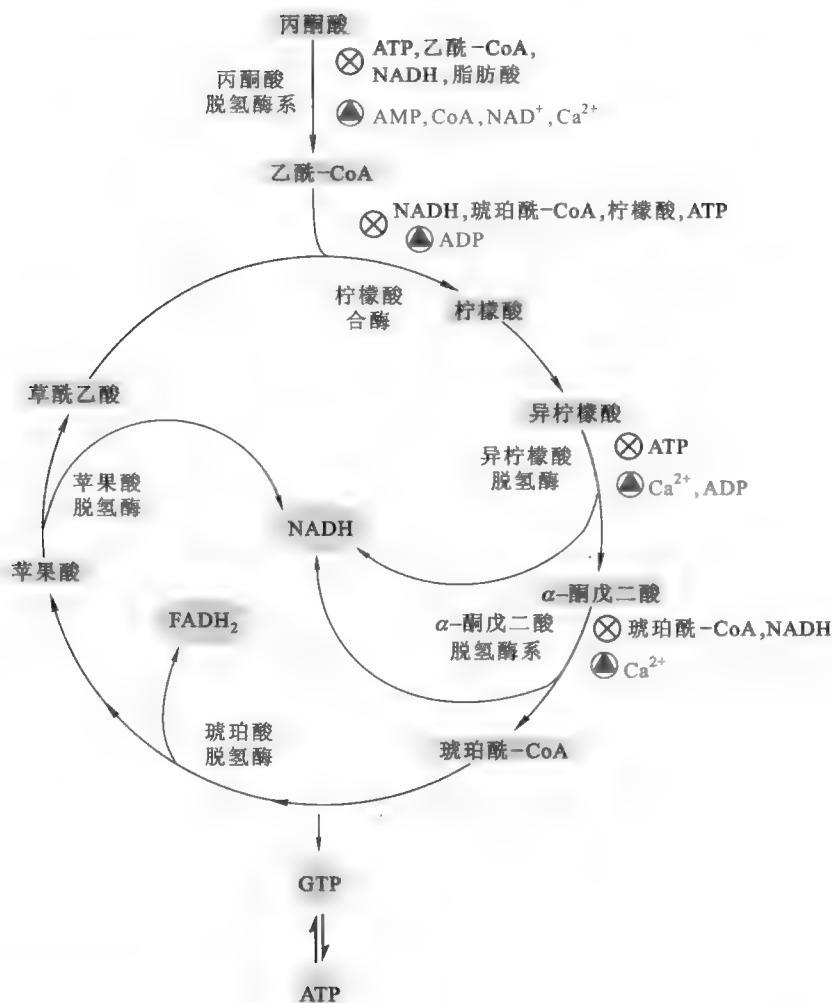 丙酮酸
ATP,乙酰-CoA,
NADH,脂肪酸
丙酮酸
脱氢酶系
AMP,CoA,NAD⁺,Ca²⁺
乙酰-CoA
NADH,琥珀酰-CoA,柠檬酸,ATP
ADP
柠檬酸
合酶
柠檬酸
草酰乙酸
异柠檬酸
ATP
异柠檬酸
脱氢酶
Ca²⁺,ADP
苹果酸
脱氢酶
NADH
苹果酸
α-酮戊二酸
FADH₂
α-酮戊二酸
脱氢酶系
琥珀酰-CoA,NADH
Ca²⁺
琥珀酸
脱氢酶
琥珀酰-CoA
GTP
ATP